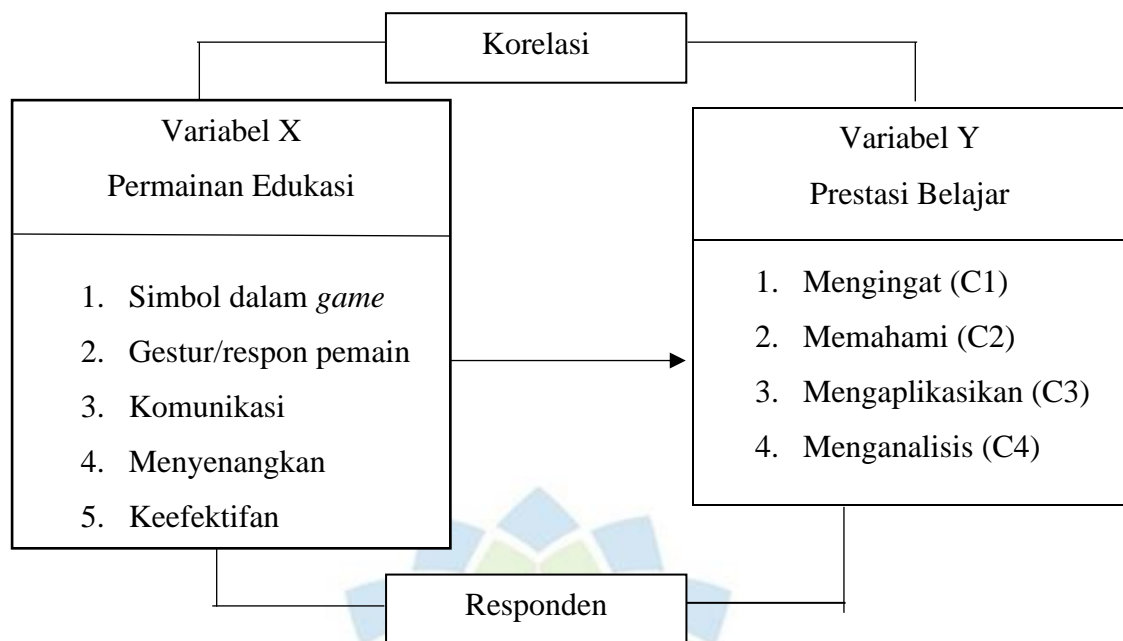 Korelasi
Variabel X
Permainan Edukasi
1. Simbol dalam game
2. Gestur/respon pemain
3. Komunikasi
4. Menyenangkan
5. Keefektifan
Variabel Y
Prestasi Belajar
1. Mengingat (C1)
2. Memahami (C2)
3. Mengaplikasikan (C3)
4. Menganalisis (C4)
Responden